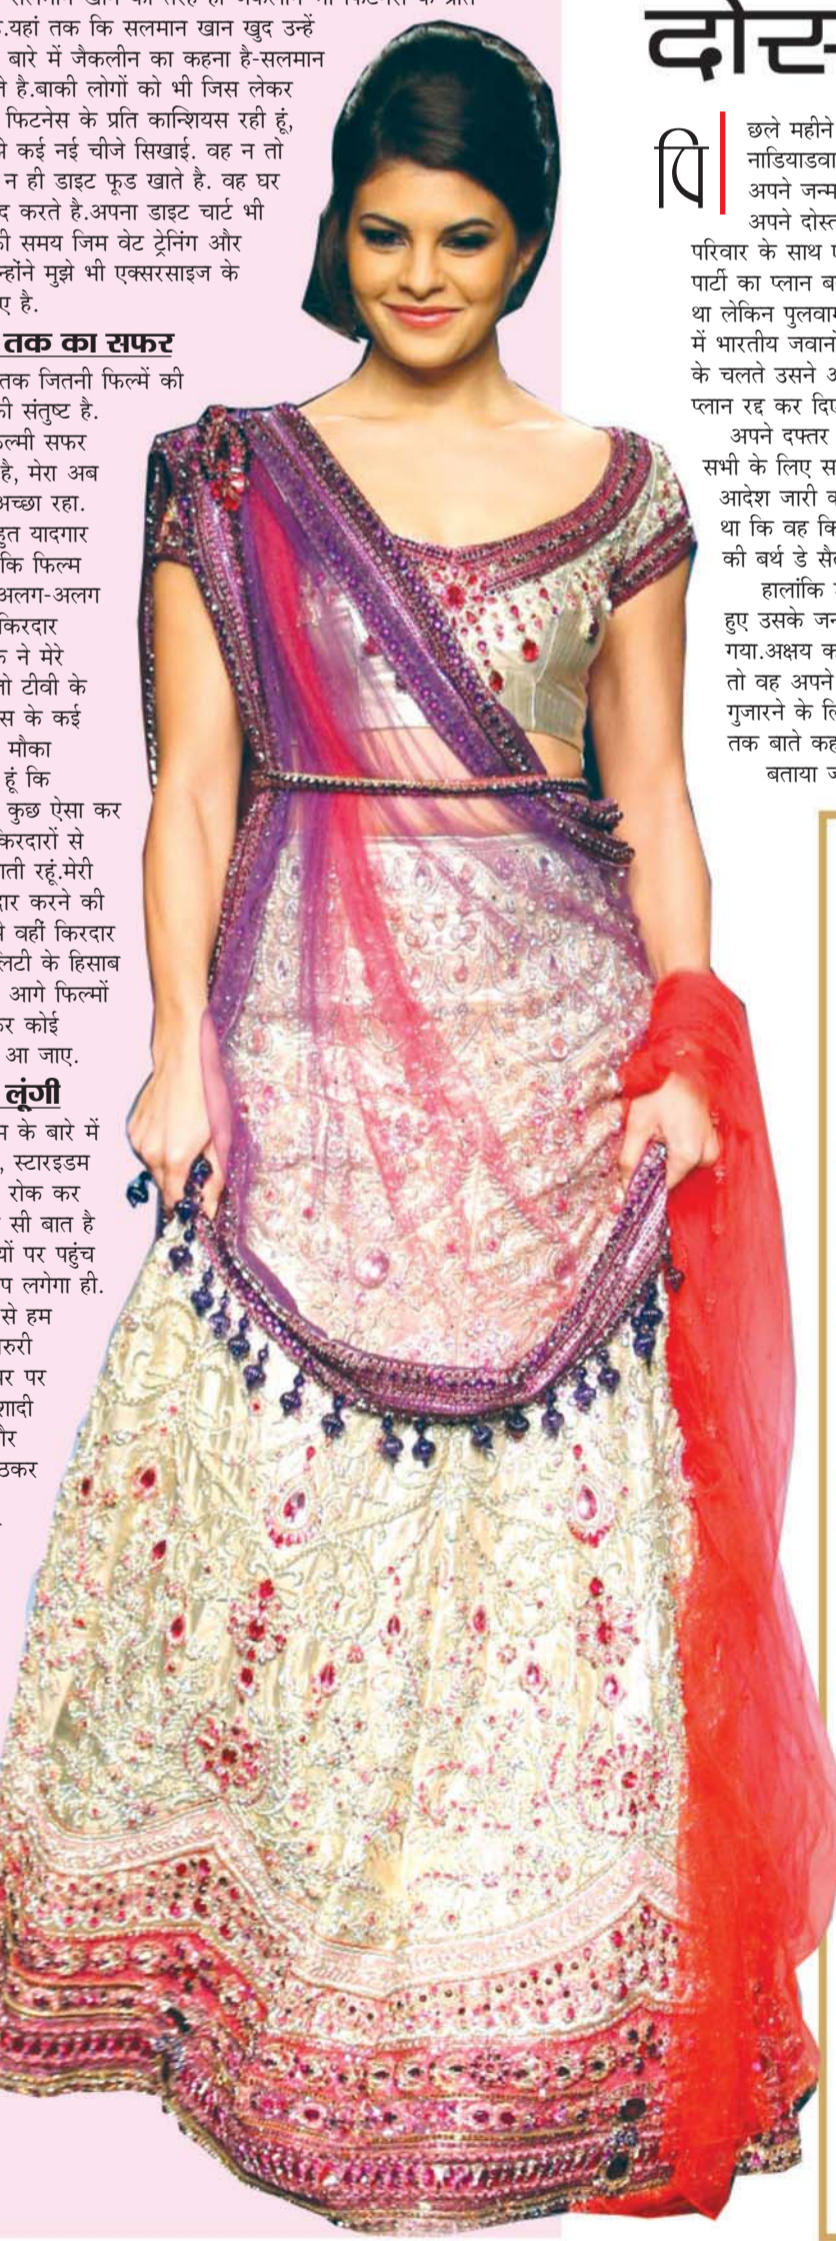 .यहां तक कि सलमान खान खुद उन्हें
बारे में जैकलीन का कहना है-सलमान
है.बाकी लोगों को भी जिस लेकर
फिटनेस के प्रति कान्शियस रही हूं,
कई नई चीजे सिखाई. वह न तो
न ही डाइट फूड खाते है. वह घर
करते है.अपना डाइट चार्ट भी
समय जिम वेट ट्रेनिंग और
न्होंने मुझे भी एक्सरसाइज के
है.
तक का सफर
तक जितनी फिल्में की
संतुष्ट है.
ल्मी सफर
है, मेरा अब
अच्छा रहा.
हुत यादगार
कि फिल्म
अलग-अलग
किरदार
ने मेरे
टीवी के
स के कई
मौका
हूं कि
कुछ ऐसा कर
करदारों से
ाती रहूं.मेरी
दार करने की
वहीं किरदार
लिटी के हिसाब
आगे फिल्मों
र कोई
आ जाए.
लूंगी
के बारे में
, स्टारइडम
रोक कर
सी बात है
यों पर पहुंच
प लगेगा ही.
से हम
रुरी
पर
शादी
ौर
ठकर
दोस्
पि
छले महीने
नाडियाडवा
अपने जन्म
अपने दोस्त
परिवार के साथ
पार्टी का प्लान ब
था लेकिन पुलवाम
में भारतीय जवानो
के चलते उसने अ
प्लान रद्द कर दिए
अपने दफ्तर
सभी के लिए स
आदेश जारी क
था कि वह कि
की बर्थ डे सै
हालांकि
हुए उसके जन
गया.अक्षय क
तो वह अपने
गुजारने के लि
तक बाते कह
बताया ज